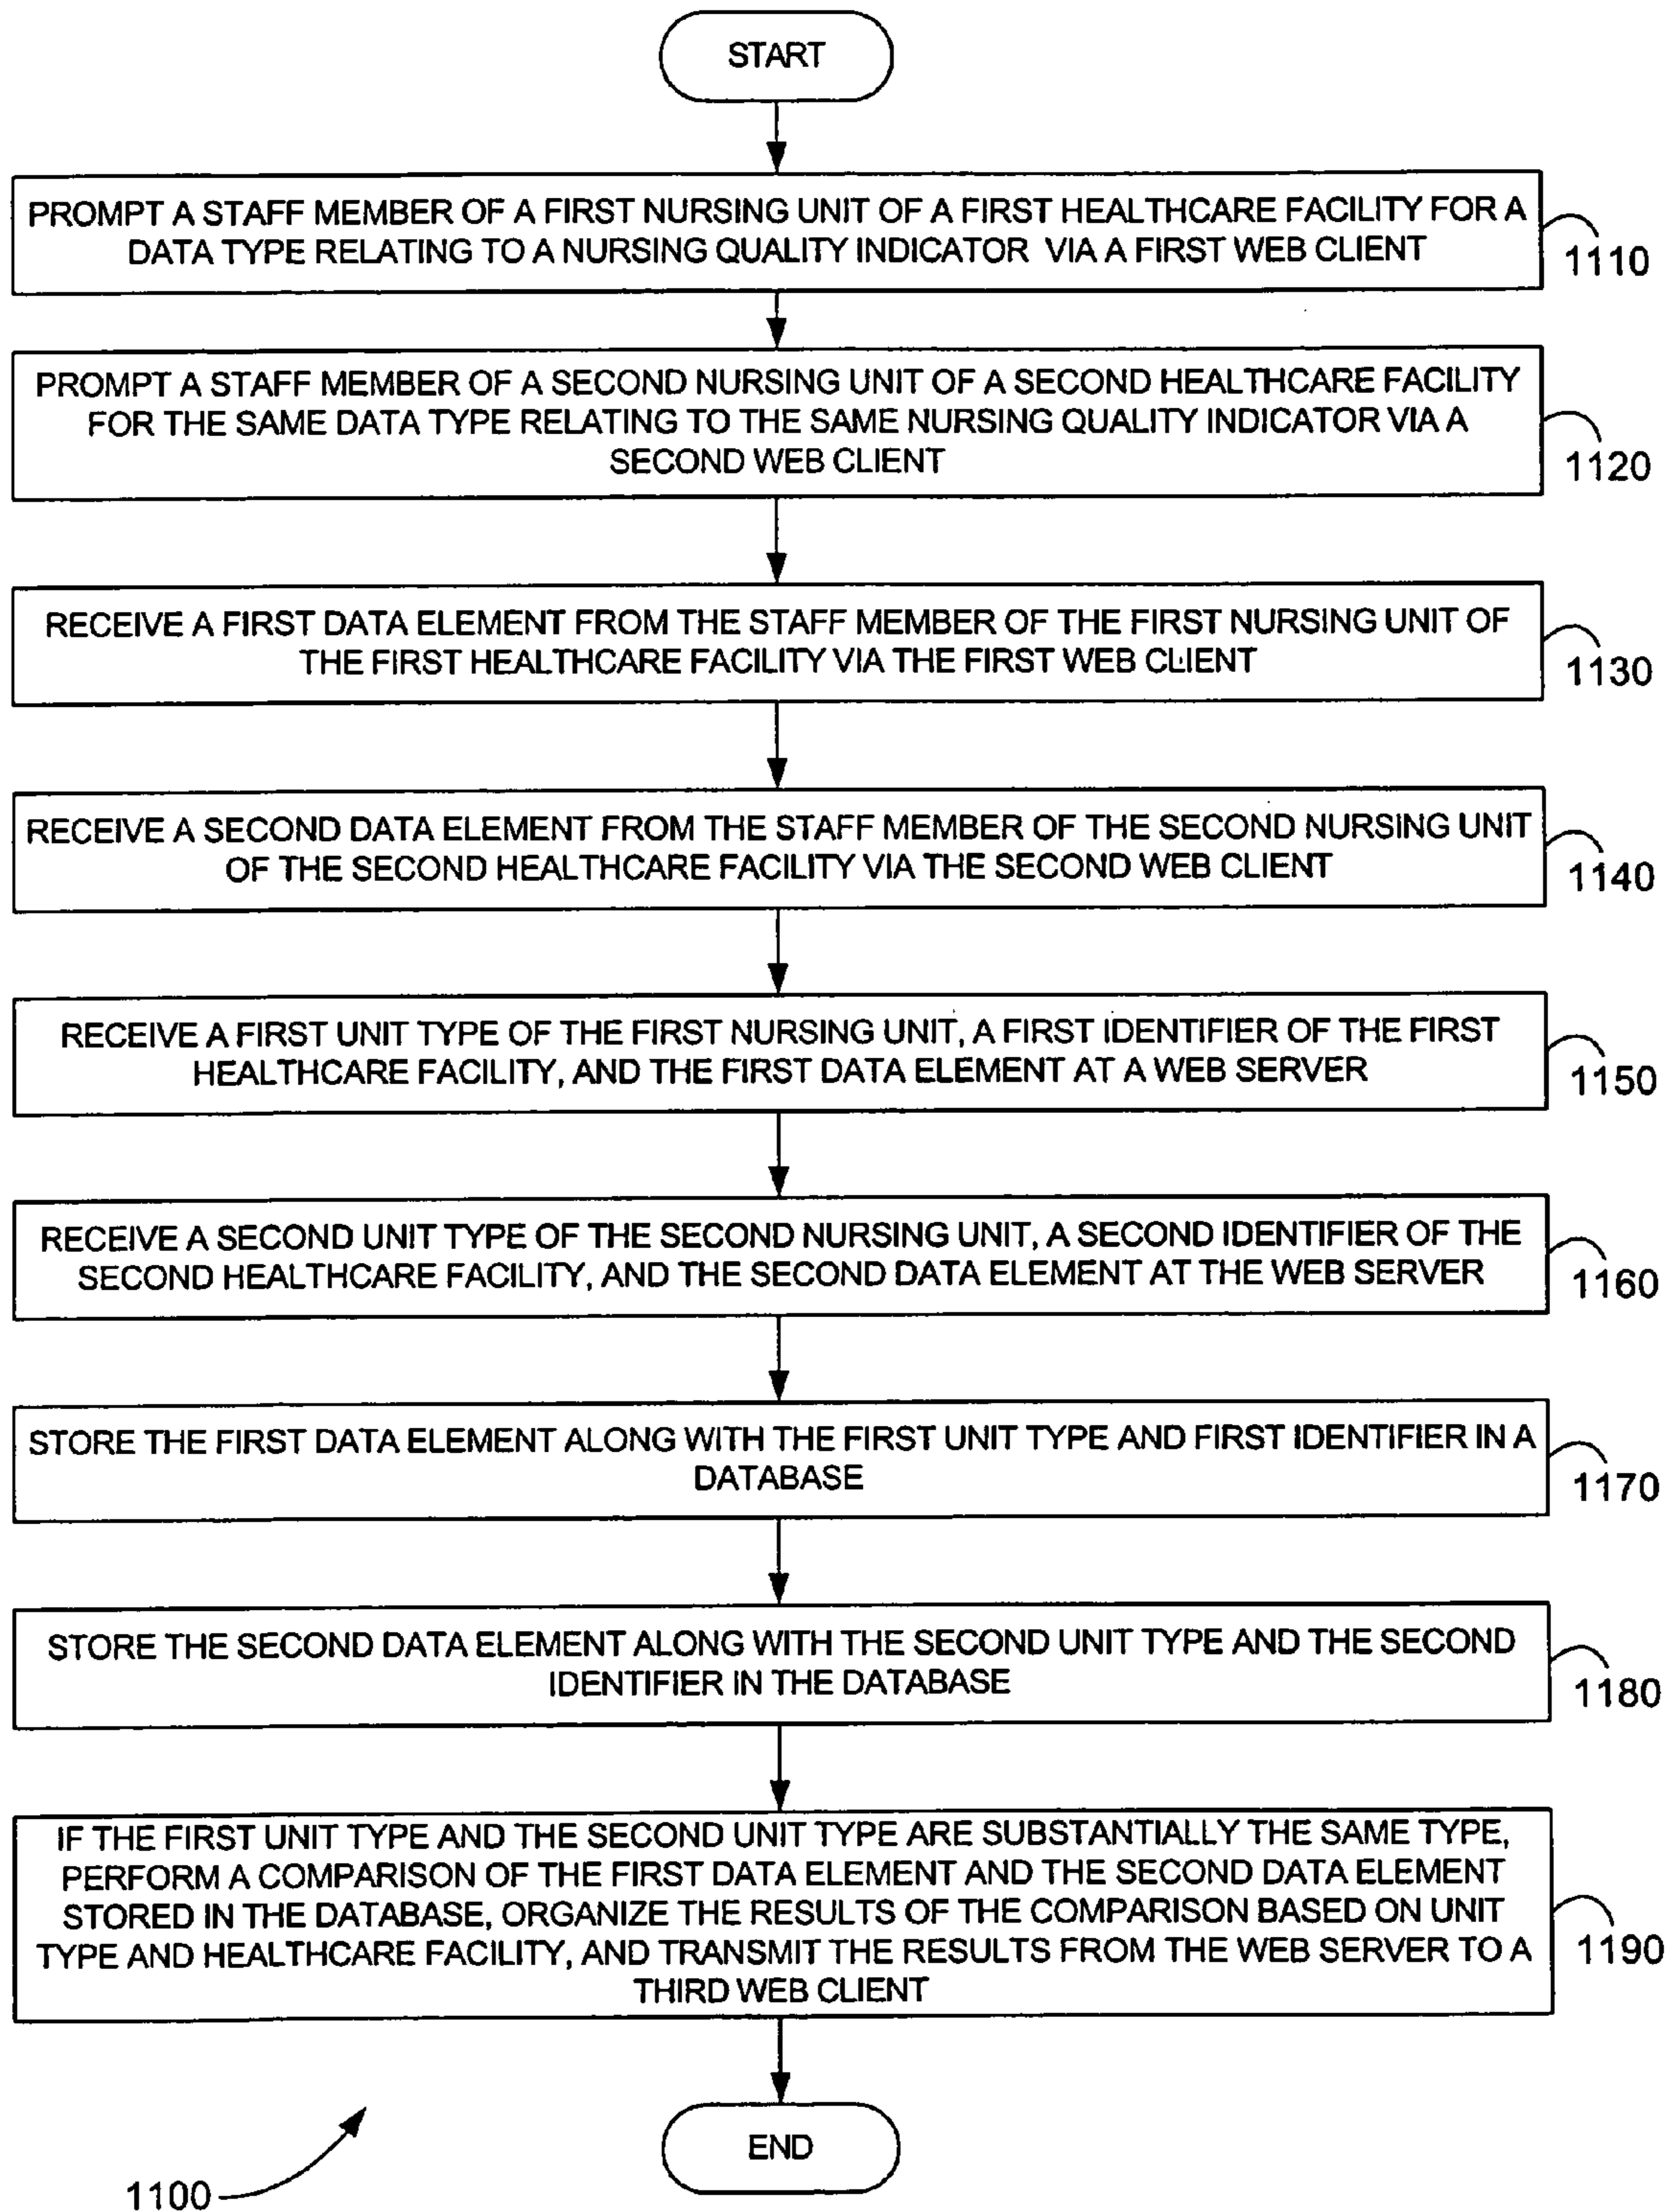 START
PROMPT A STAFF MEMBER OF A FIRST NURSING UNIT OF A FIRST HEALTHCARE FACILITY FOR A
DATA TYPE RELATING TO A NURSING QUALITY INDICATOR VIA A FIRST WEB CLIENT
1110
PROMPT A STAFF MEMBER OF A SECOND NURSING UNIT OF A SECOND HEALTHCARE FACILITY
FOR THE SAME DATA TYPE RELATING TO THE SAME NURSING QUALITY INDICATOR VIA A
SECOND WEB CLIENT
1120
RECEIVE A FIRST DATA ELEMENT FROM THE STAFF MEMBER OF THE FIRST NURSING UNIT OF
THE FIRST HEALTHCARE FACILITY VIA THE FIRST WEB CLIENT
1130
RECEIVE A SECOND DATA ELEMENT FROM THE STAFF MEMBER OF THE SECOND NURSING UNIT
OF THE SECOND HEALTHCARE FACILITY VIA THE SECOND WEB CLIENT
1140
RECEIVE A FIRST UNIT TYPE OF THE FIRST NURSING UNIT, A FIRST IDENTIFIER OF THE FIRST
HEALTHCARE FACILITY, AND THE FIRST DATA ELEMENT AT A WEB SERVER
1150
RECEIVE A SECOND UNIT TYPE OF THE SECOND NURSING UNIT, A SECOND IDENTIFIER OF THE
SECOND HEALTHCARE FACILITY, AND THE SECOND DATA ELEMENT AT THE WEB SERVER
1160
STORE THE FIRST DATA ELEMENT ALONG WITH THE FIRST UNIT TYPE AND FIRST IDENTIFIER IN A
DATABASE
1170
STORE THE SECOND DATA ELEMENT ALONG WITH THE SECOND UNIT TYPE AND THE SECOND
IDENTIFIER IN THE DATABASE
1180
IF THE FIRST UNIT TYPE AND THE SECOND UNIT TYPE ARE SUBSTANTIALLY THE SAME TYPE,
PERFORM A COMPARISON OF THE FIRST DATA ELEMENT AND THE SECOND DATA ELEMENT
STORED IN THE DATABASE, ORGANIZE THE RESULTS OF THE COMPARISON BASED ON UNIT
TYPE AND HEALTHCARE FACILITY, AND TRANSMIT THE RESULTS FROM THE WEB SERVER TO A
THIRD WEB CLIENT
1190
END
1100